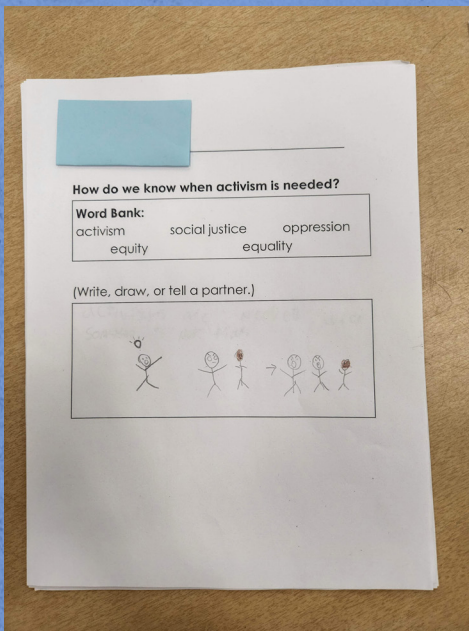 How do we know when activism is needed?
Word Bank:
activism social justice oppression
equity equality
(Write, draw, or tell a partner.)